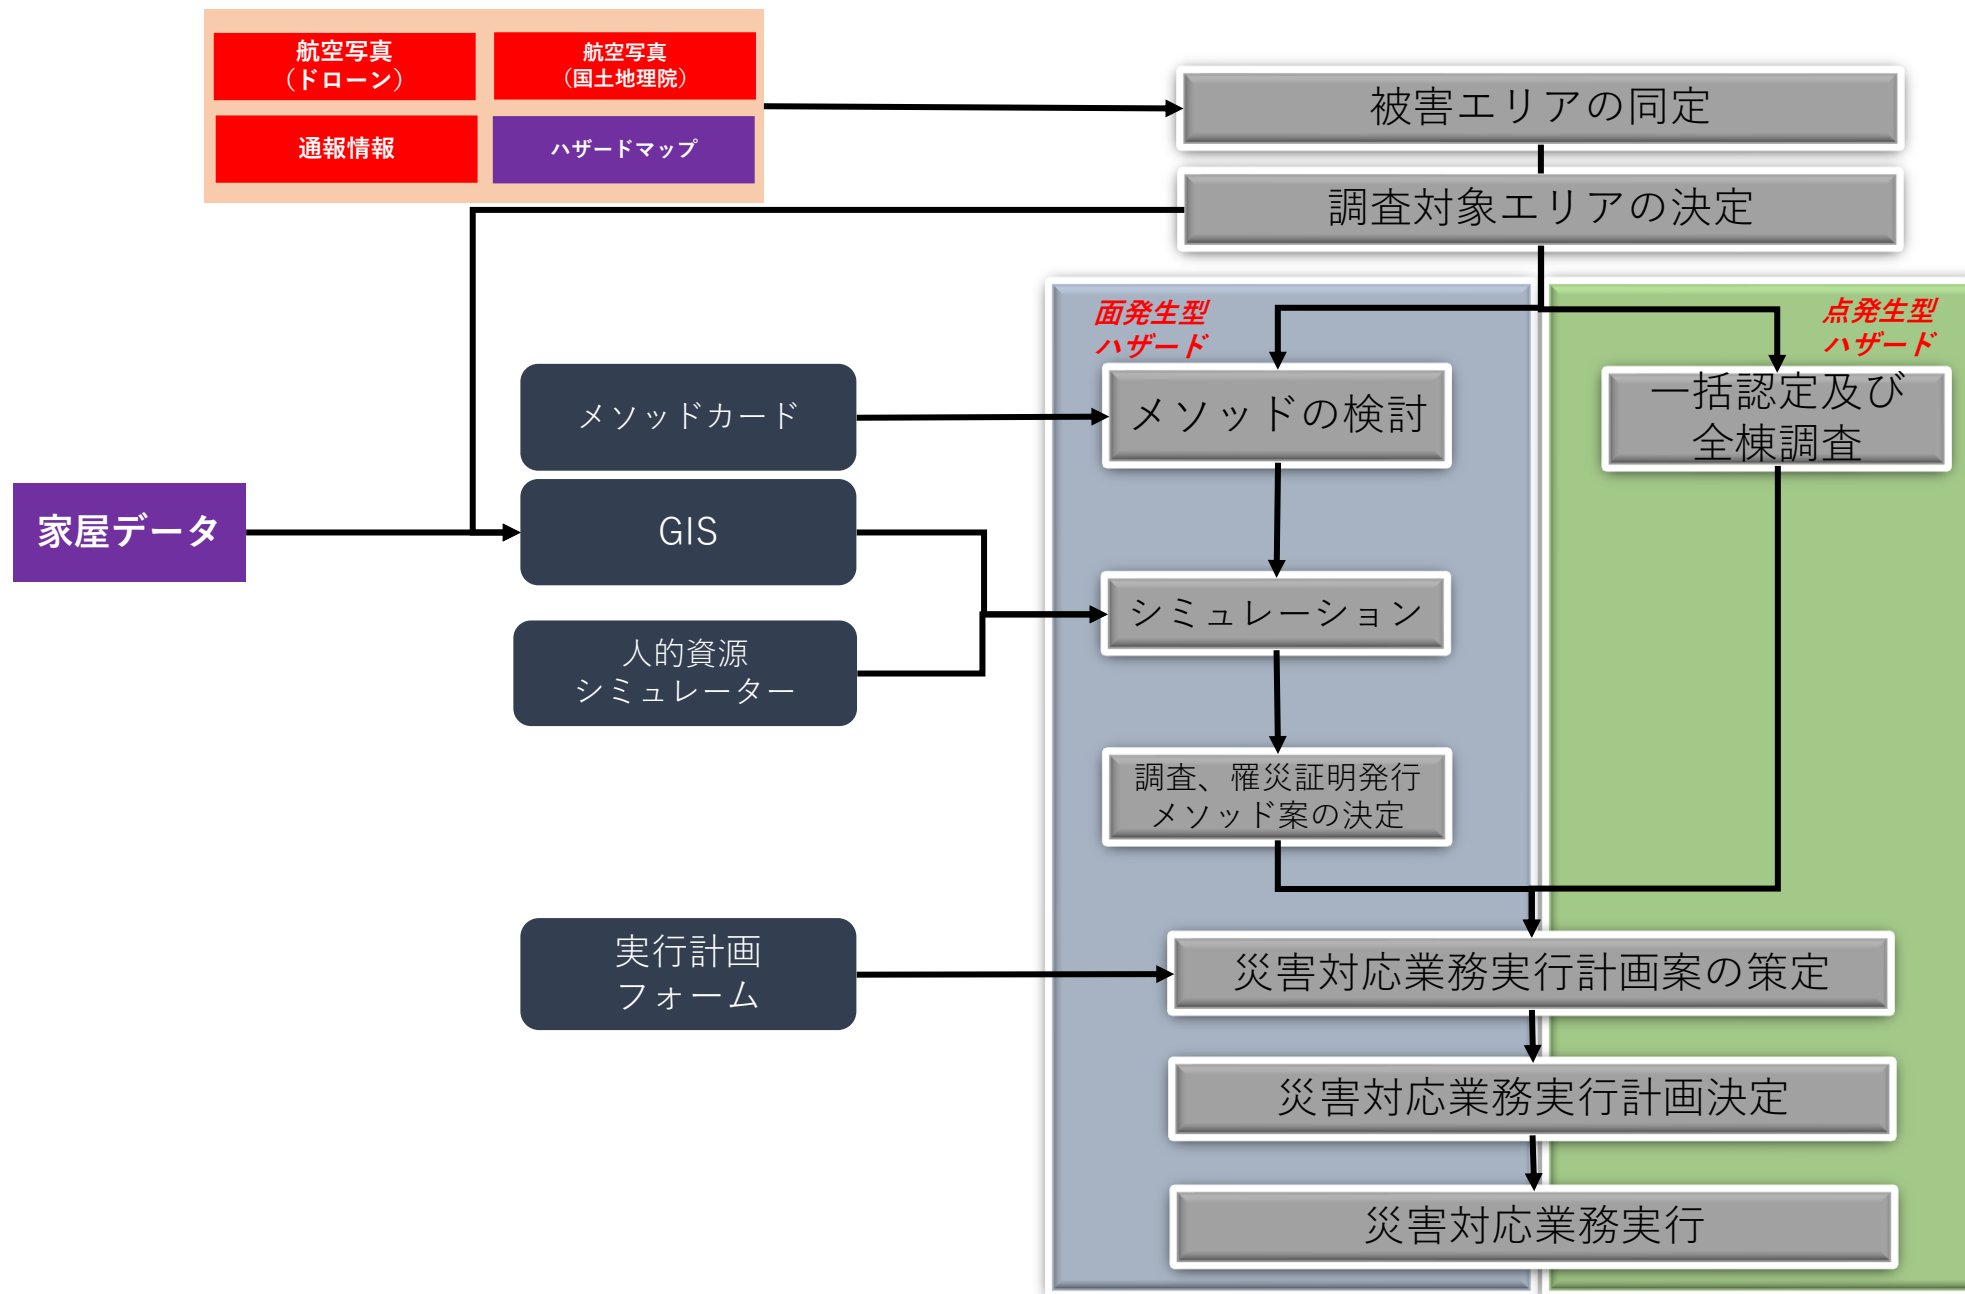 航空写真
（ドローン）
航空写真
（国土地理院）
通報情報
ハザードマップ
被害エリアの同定
調査対象エリアの決定
面発生型
ハザード
点発生型
ハザード
メソッドカード
メソッドの検討
一括認定及び
全棟調査
家屋データ
GIS
シミュレーション
人的資源
シミュレーター
調査、罹災証明発行
メソッド案の決定
実行計画
フォーム
災害対応業務実行計画案の策定
災害対応業務実行計画決定
災害対応業務実行